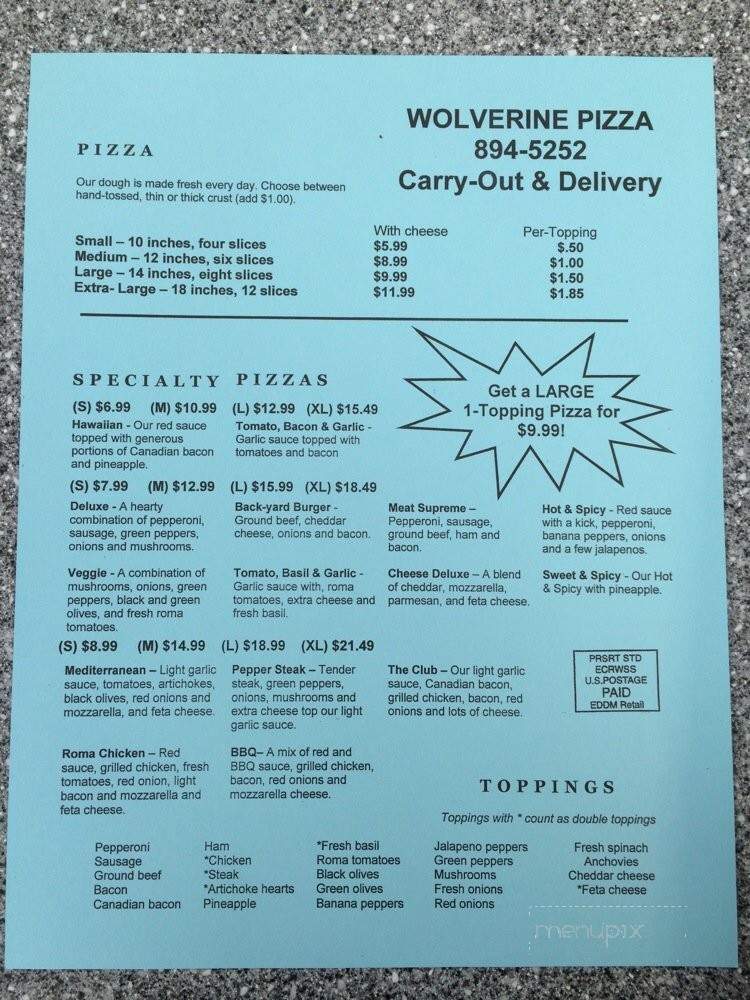 WOLVERINE PIZZA
894-5252
Carry-Out & Delivery
PIZZA
Our dough is made fresh every day. Choose between
hand-tossed, thin or thick crust (add $1.00).
With cheese Per-Topping
Small – 10 inches, four slices $5.99 $.50
Medium – 12 inches, six slices $8.99 $1.00
Large – 14 inches, eight slices $9.99 $1.50
Extra- Large – 18 inches, 12 slices $11.99 $1.85
Get a LARGE
1-Topping Pizza for
$9.99!
SPECIALTY PIZZAS
(S) $6.99 (M) $10.99 (L) $12.99 (XL) $15.49
Hawaiian - Our red sauce
topped with generous
portions of Canadian bacon
and pineapple.
Tomato, Bacon & Garlic -
Garlic sauce topped with
tomatoes and bacon
(S) $7.99 (M) $12.99 (L) $15.99 (XL) $18.49
Deluxe - A hearty
combination of pepperoni,
sausage, green peppers,
onions and mushrooms.
Back-yard Burger -
Ground beef, cheddar
cheese, onions and bacon.
Meat Supreme –
Pepperoni, sausage,
ground beef, ham and
bacon.
Hot & Spicy - Red sauce
with a kick, pepperoni,
banana peppers, onions
and a few jalapenos.
Veggie - A combination of
mushrooms, onions, green
peppers, black and green
olives, and fresh roma
tomatoes.
Tomato, Basil & Garlic -
Garlic sauce with, roma
tomatoes, extra cheese and
fresh basil.
Cheese Deluxe – A blend
of cheddar, mozzarella,
parmesan, and feta cheese.
Sweet & Spicy - Our Hot
& Spicy with pineapple.
(S) $8.99 (M) $14.99 (L) $18.99 (XL) $21.49
Mediterranean – Light garlic
sauce, tomatoes, artichokes,
black olives, red onions and
mozzarella, and feta cheese.
Pepper Steak – Tender
steak, green peppers,
onions, mushrooms and
extra cheese top our light
garlic sauce.
The Club – Our light garlic
sauce, Canadian bacon,
grilled chicken, bacon, red
onions and lots of cheese.
PRSRT STD
ECRWSS
U.S.POSTAGE
PAID
EDDM Retail
Roma Chicken – Red
sauce, grilled chicken, fresh
tomatoes, red onion, light
bacon and mozzarella and
feta cheese.
BBQ– A mix of red and
BBQ sauce, grilled chicken,
bacon, red onions and
mozzarella cheese.
TOPPINGS
Toppings with * count as double toppings
Pepperoni Ham *Fresh basil Jalapeno peppers Fresh spinach
Sausage *Chicken Roma tomatoes Green peppers Anchovies
Ground beef *Steak Black olives Mushrooms Cheddar cheese
Bacon *Artichoke hearts Green olives Fresh onions *Feta cheese
Canadian bacon Pineapple Banana peppers Red onions
menupix